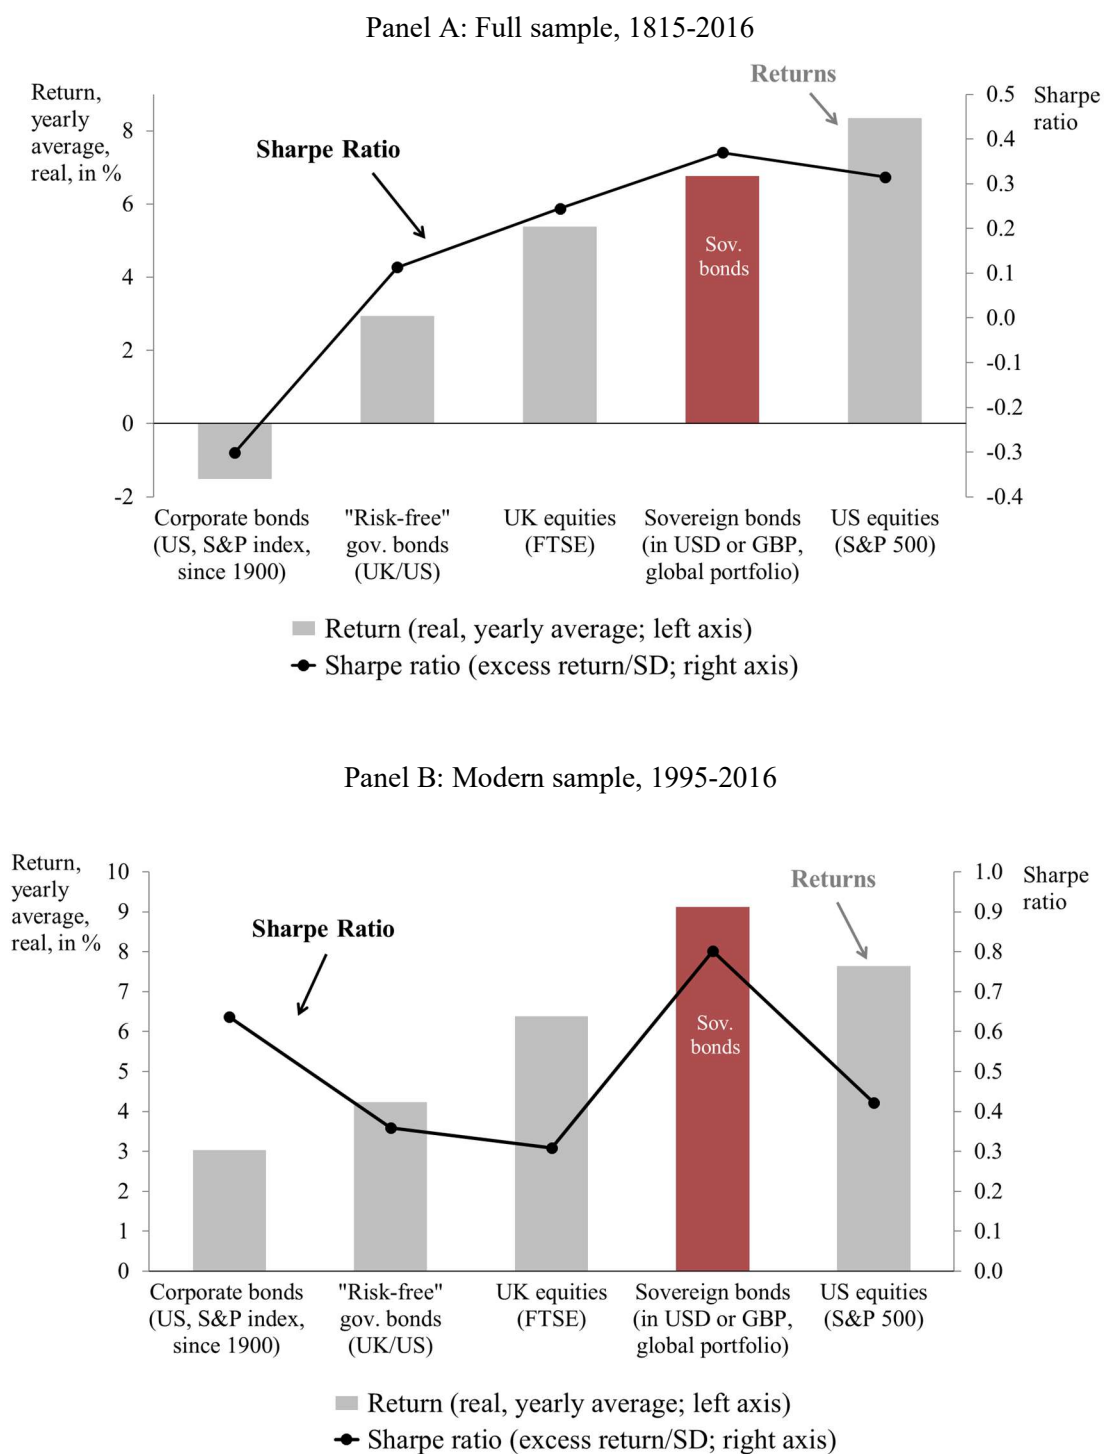 Panel A: Full sample, 1815-2016
Return,
yearly
average,
real, in %
Returns
Sharpe
ratio
Sharpe Ratio
8
6
4
2
0
-2
0.5
0.4
0.3
0.2
0.1
0.0
-0.1
-0.2
-0.3
-0.4
Sov.
bonds
Corporate bonds
(US, S&P index,
since 1900)
"Risk-free"
gov. bonds
(UK/US)
UK equities
(FTSE)
Sovereign bonds
(in USD or GBP,
global portfolio)
US equities
(S&P 500)
Return (real, yearly average; left axis)
Sharpe ratio (excess return/SD; right axis)
Panel B: Modern sample, 1995-2016
Return,
yearly
average,
real, in %
Returns
Sharpe
ratio
Sharpe Ratio
10
9
8
7
6
5
4
3
2
1
0
1.0
0.9
0.8
0.7
0.6
0.5
0.4
0.3
0.2
0.1
0.0
Sov.
bonds
Corporate bonds
(US, S&P index,
since 1900)
"Risk-free"
gov. bonds
(UK/US)
UK equities
(FTSE)
Sovereign bonds
(in USD or GBP,
global portfolio)
US equities
(S&P 500)
Return (real, yearly average; left axis)
Sharpe ratio (excess return/SD; right axis)